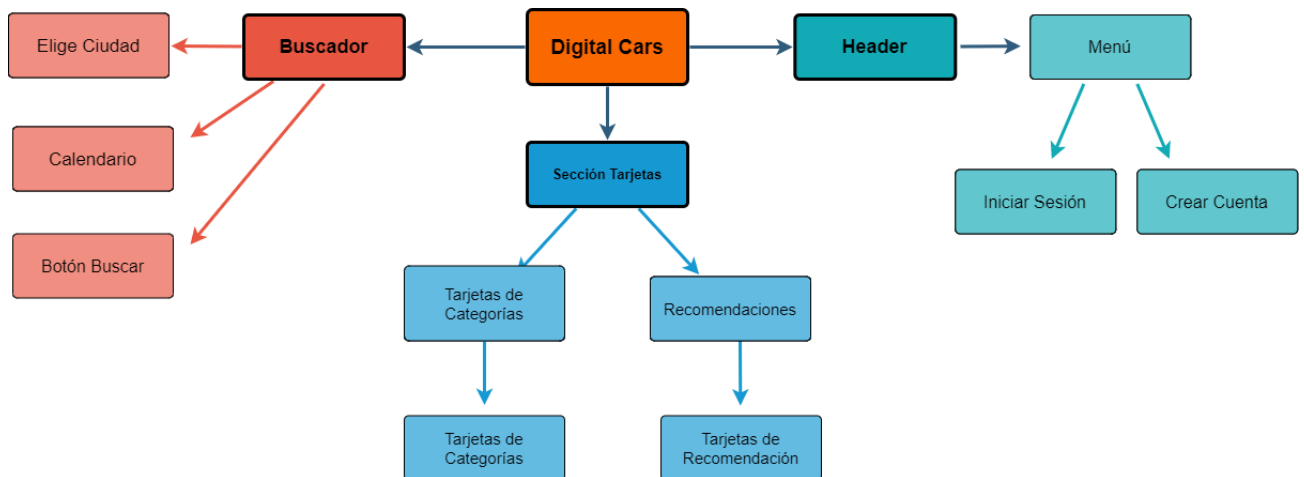 Elige Ciudad
Buscador
Digital Cars
Header
Menú
Calendario
Sección Tarjetas
Iniciar Sesión
Crear Cuenta
Botón Buscar
Tarjetas de
Categorías
Recomendaciones
Tarjetas de
Categorías
Tarjetas de
Recomendación